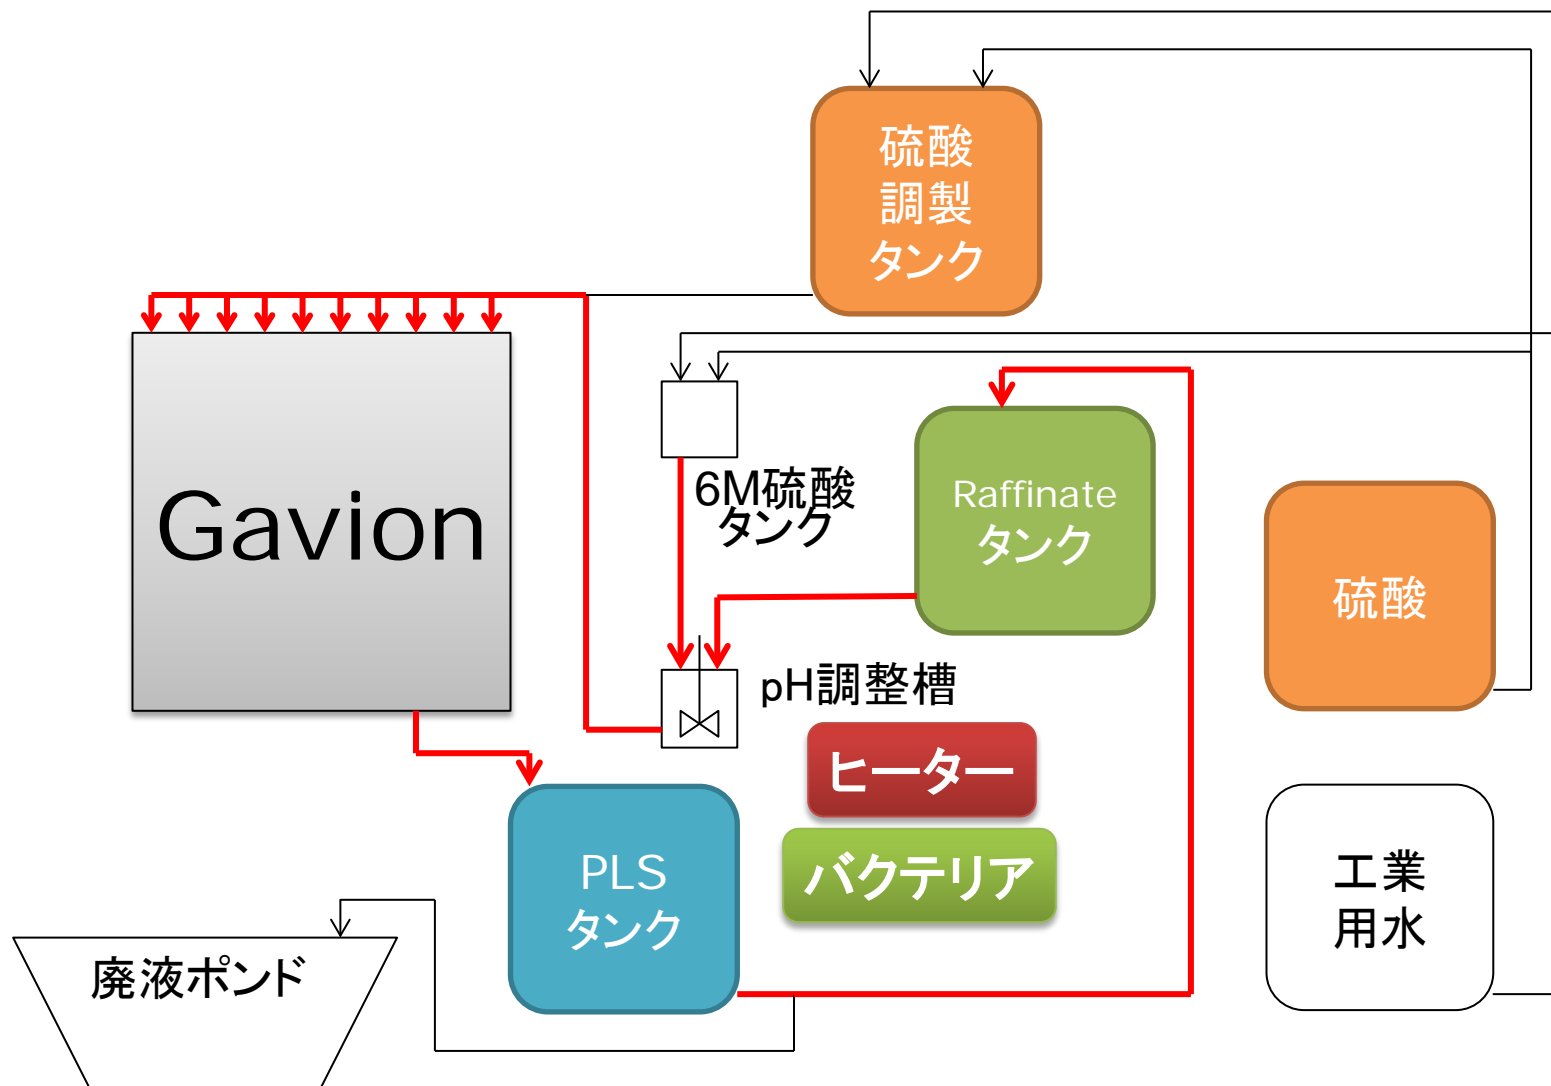 硫酸
調製
タンク
Gavion
6M硫酸
タンク
Raffinate
タンク
硫酸
pH調整槽
ヒーター
バクテリア
PLS
タンク
工業
用水
廃液ポンド